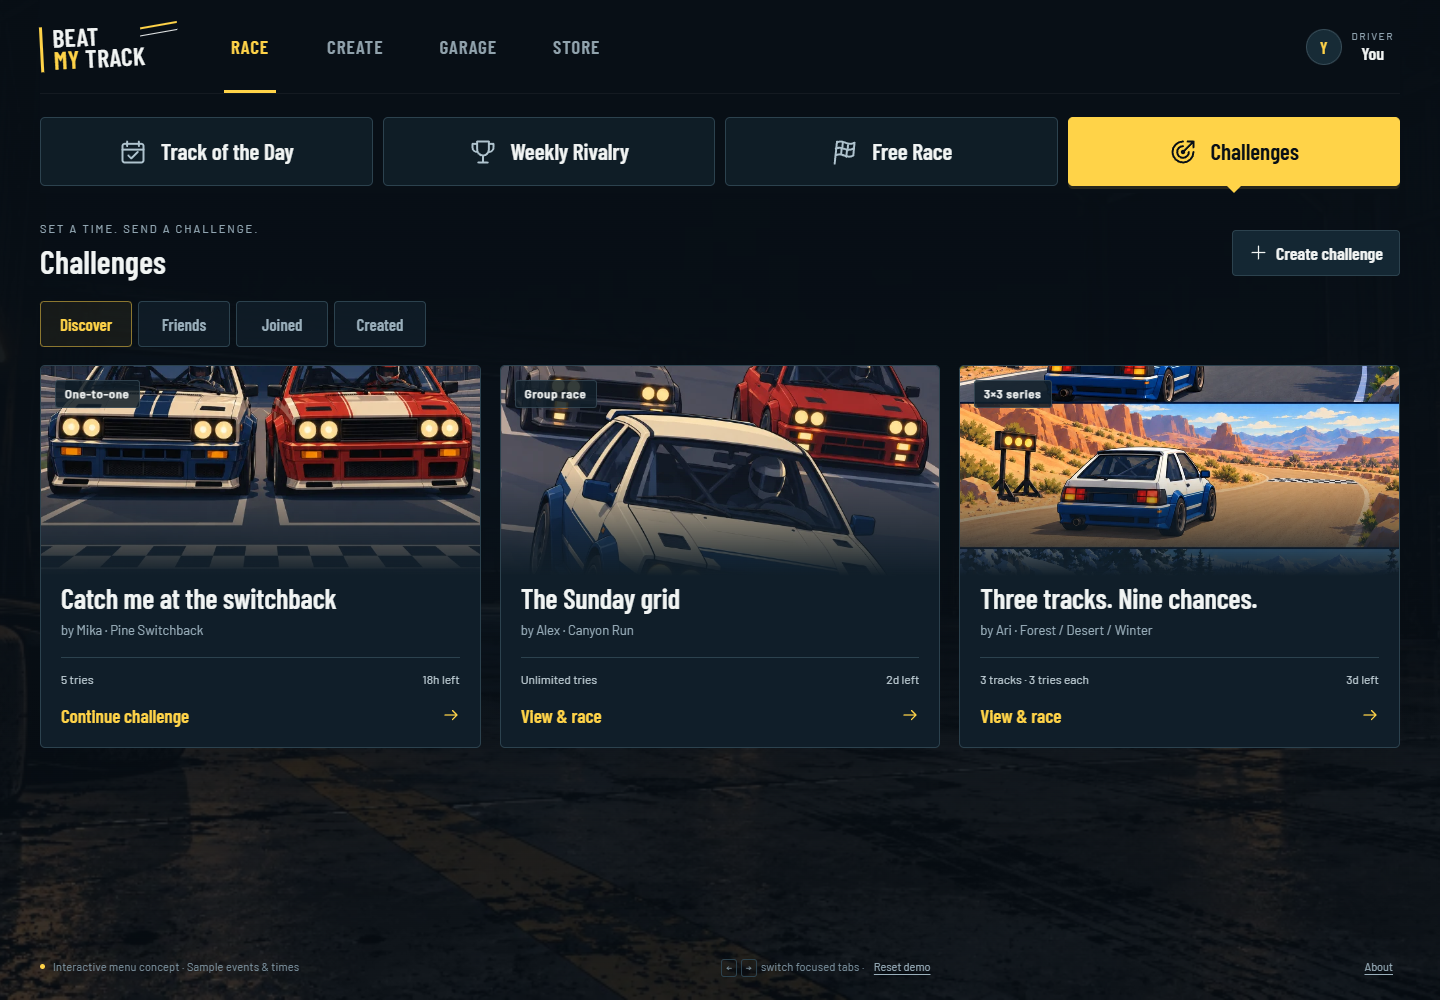 BEAT
MY TRACK
RACE
CREATE
GARAGE
STORE
Y
DRIVER
You
Track of the Day
Weekly Rivalry
Free Race
Challenges
SET A TIME. SEND A CHALLENGE.
Challenges
Create challenge
Discover
Friends
Joined
Created
One-to-one
Catch me at the switchback
by Mika · Pine Switchback
5 tries
18h left
Continue challenge
Group race
The Sunday grid
by Alex · Canyon Run
Unlimited tries
2d left
View & race
3×3 series
Three tracks. Nine chances.
by Ari · Forest / Desert / Winter
3 tracks · 3 tries each
3d left
View & race
Interactive menu concept · Sample events & times
← → switch focused tabs · Reset demo
About